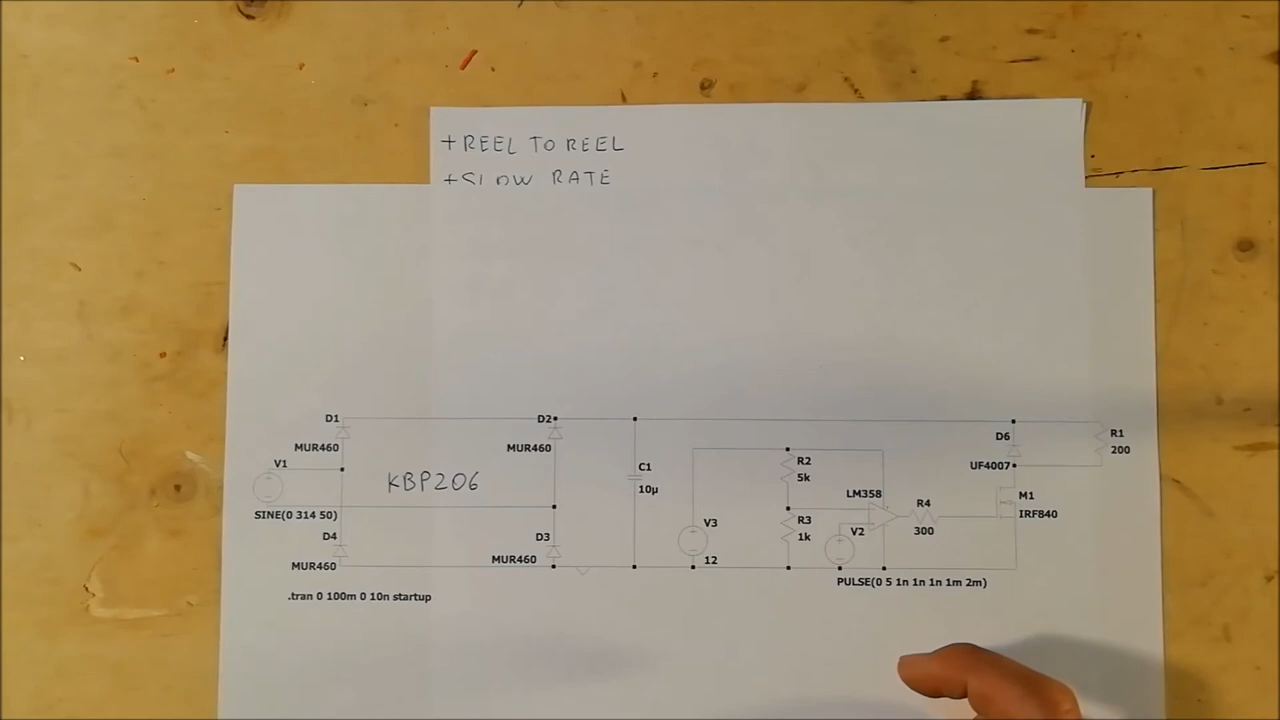 +REEL TO REEL
+SLOW RATE
D1
D2
MUR460
MUR460
V1
KBP206
SINE(0 314 50)
D4
D3
MUR460
MUR460
.tran 0 100m 0 10n startup
C1
10µ
V3
12
R2
5k
R3
1k
LM358
V2
R4
300
PULSE(0 5 1n 1n 1n 1m 2m)
D6
UF4007
M1
IRF840
R1
200